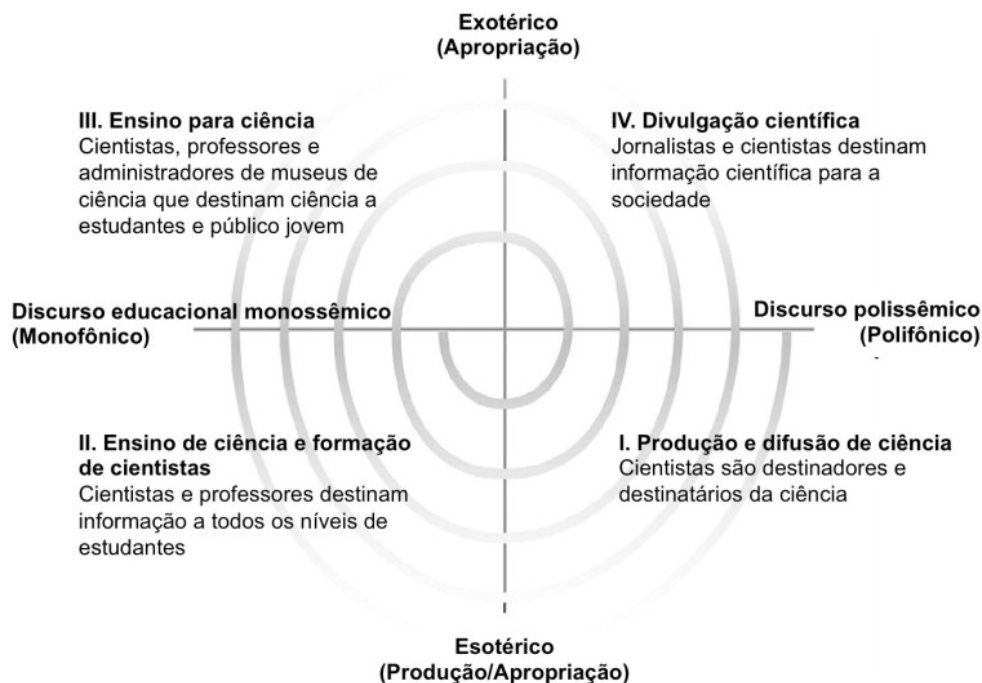 Exotérico
(Apropriação)
III. Ensino para ciência
Cientistas, professores e
administradores de museus de
ciência que destinam ciência a
estudantes e público jovem
IV. Divulgação científica
Jornalistas e cientistas destinam
informação científica para a
sociedade
Discurso educacional monossêmico
(Monofônico)
Discurso polissêmico
(Polifônico)
II. Ensino de ciência e formação
de cientistas
Cientistas e professores destinam
informação a todos os níveis de
estudantes
I. Produção e difusão de ciência
Cientistas são destinadores e
destinatários da ciência
Esotérico
(Produção/Apropriação)